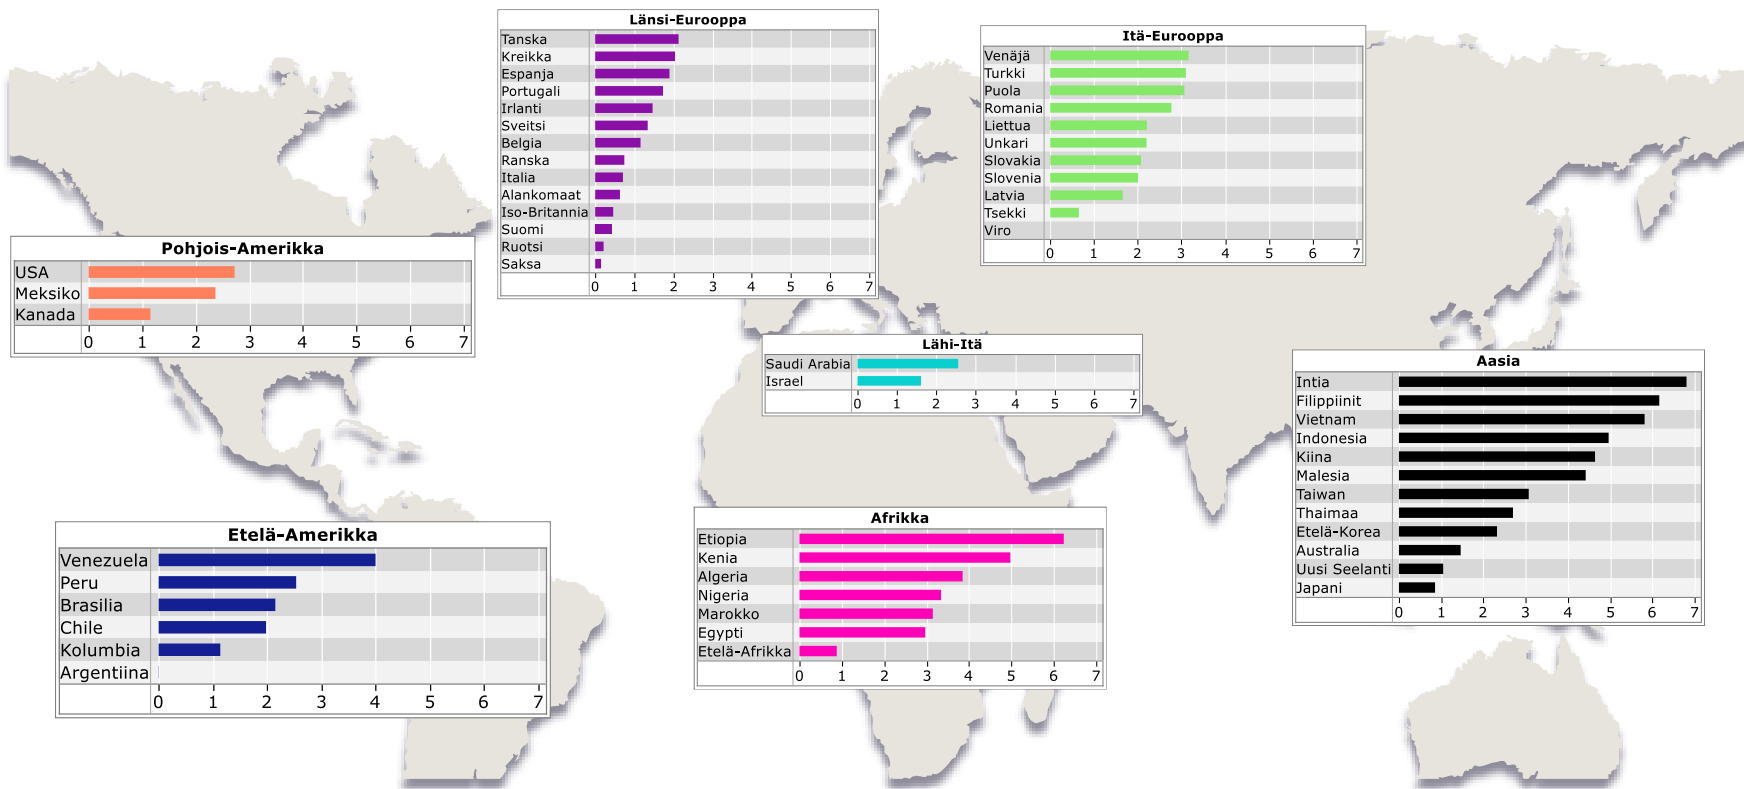 Länsi-Eurooppa
Tanska
Kreikka
Espanja
Portugali
Irlanti
Sveitsi
Belgia
Ranska
Italia
Alankomaat
Iso-Britannia
Suomi
Ruotsi
Saksa
0 1 2 3 4 5 6 7
Itä-Eurooppa
Venäjä
Turkki
Puola
Romania
Liettua
Unkari
Slovakia
Slovenia
Latvia
Tsekki
Viro
0 1 2 3 4 5 6 7
Pohjois-Amerikka
USA
Meksiko
Kanada
0 1 2 3 4 5 6 7
Lähi-Itä
Saudi Arabia
Israel
0 1 2 3 4 5 6 7
Aasia
Intia
Filippiinit
Vietnam
Indonesia
Kiina
Malesia
Taiwan
Thaimaa
Etelä-Korea
Australia
Uusi Seelanti
Japani
0 1 2 3 4 5 6 7
Etelä-Amerikka
Venezuela
Peru
Brasilia
Chile
Kolumbia
Argentiina
0 1 2 3 4 5 6 7
Afrikka
Etiopia
Kenia
Algeria
Nigeria
Marokko
Egypti
Etelä-Afrikka
0 1 2 3 4 5 6 7